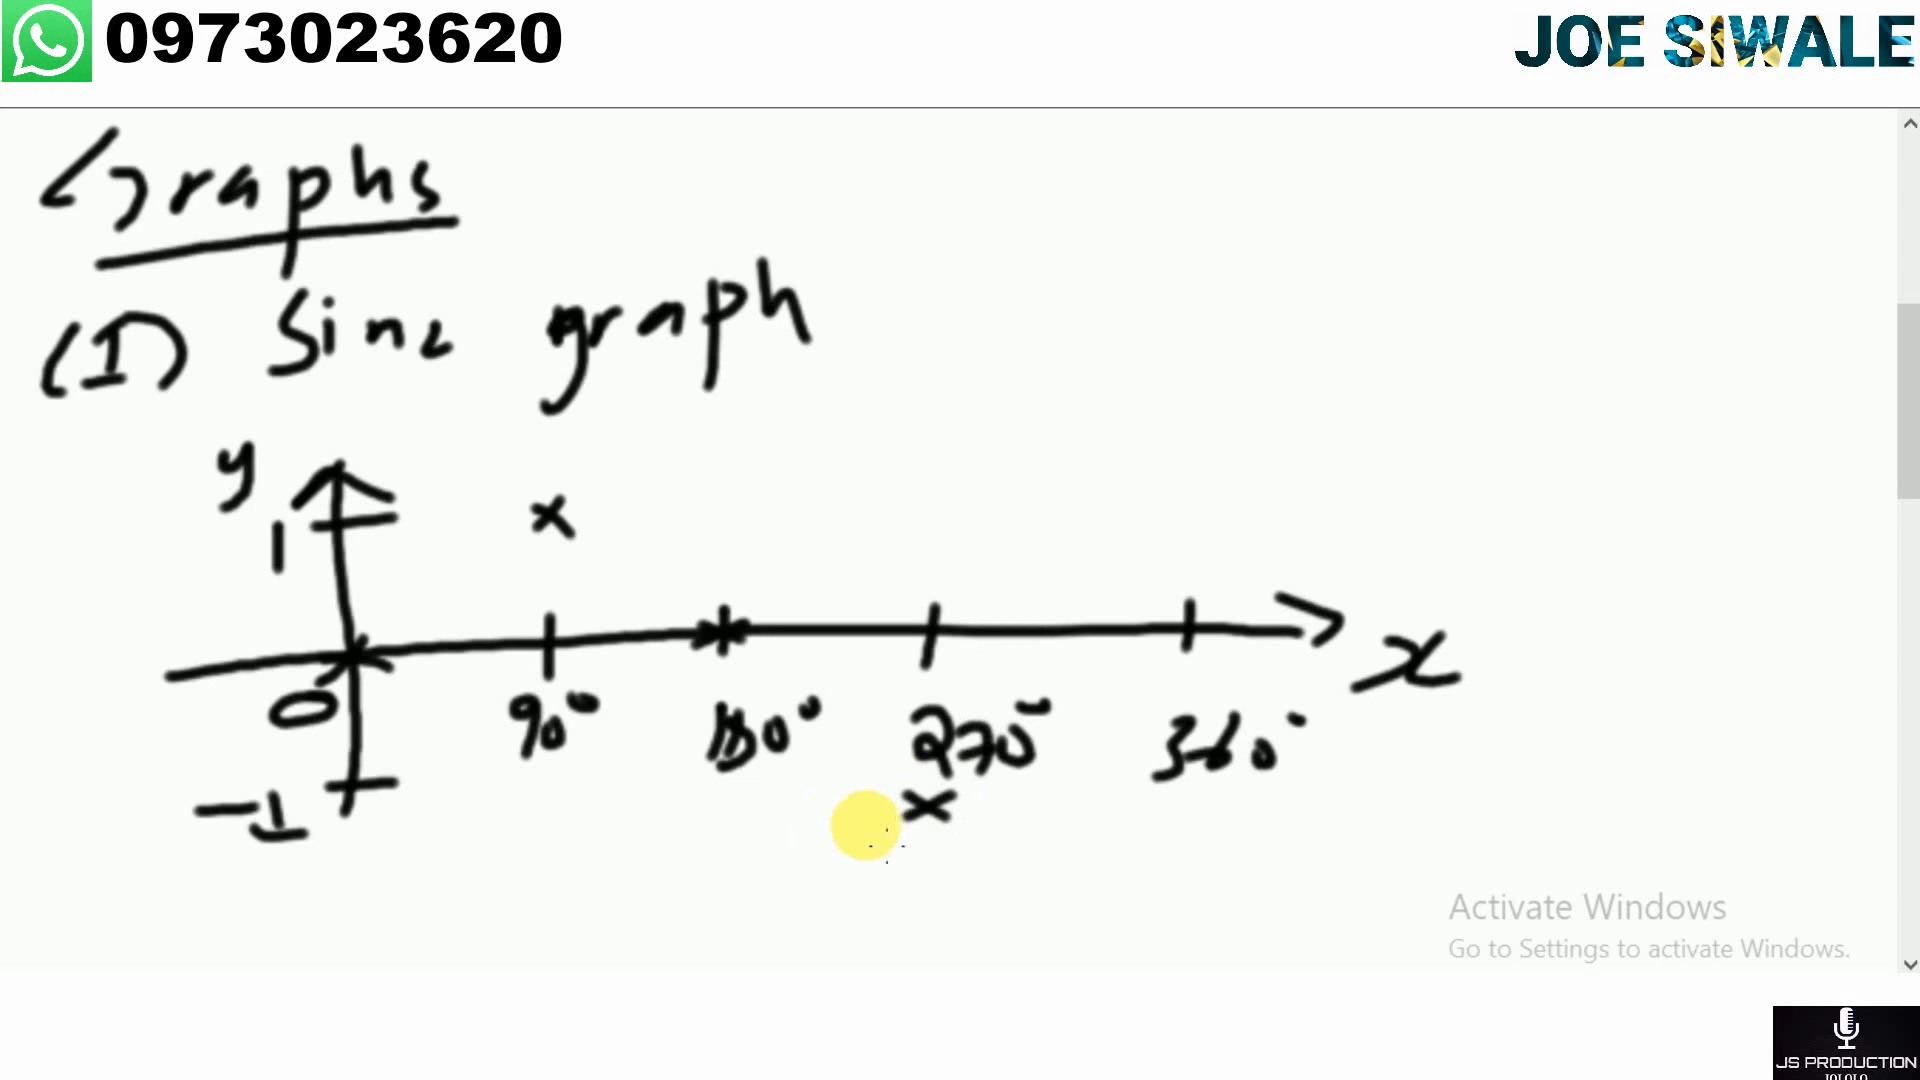 0973023620
JOE SIWALE
Graphs
(1) Sine graph
y
1
0
90°
180°
270°
360°
x
-1
Activate Windows
Go to Settings to activate Windows.
JS PRODUCTION